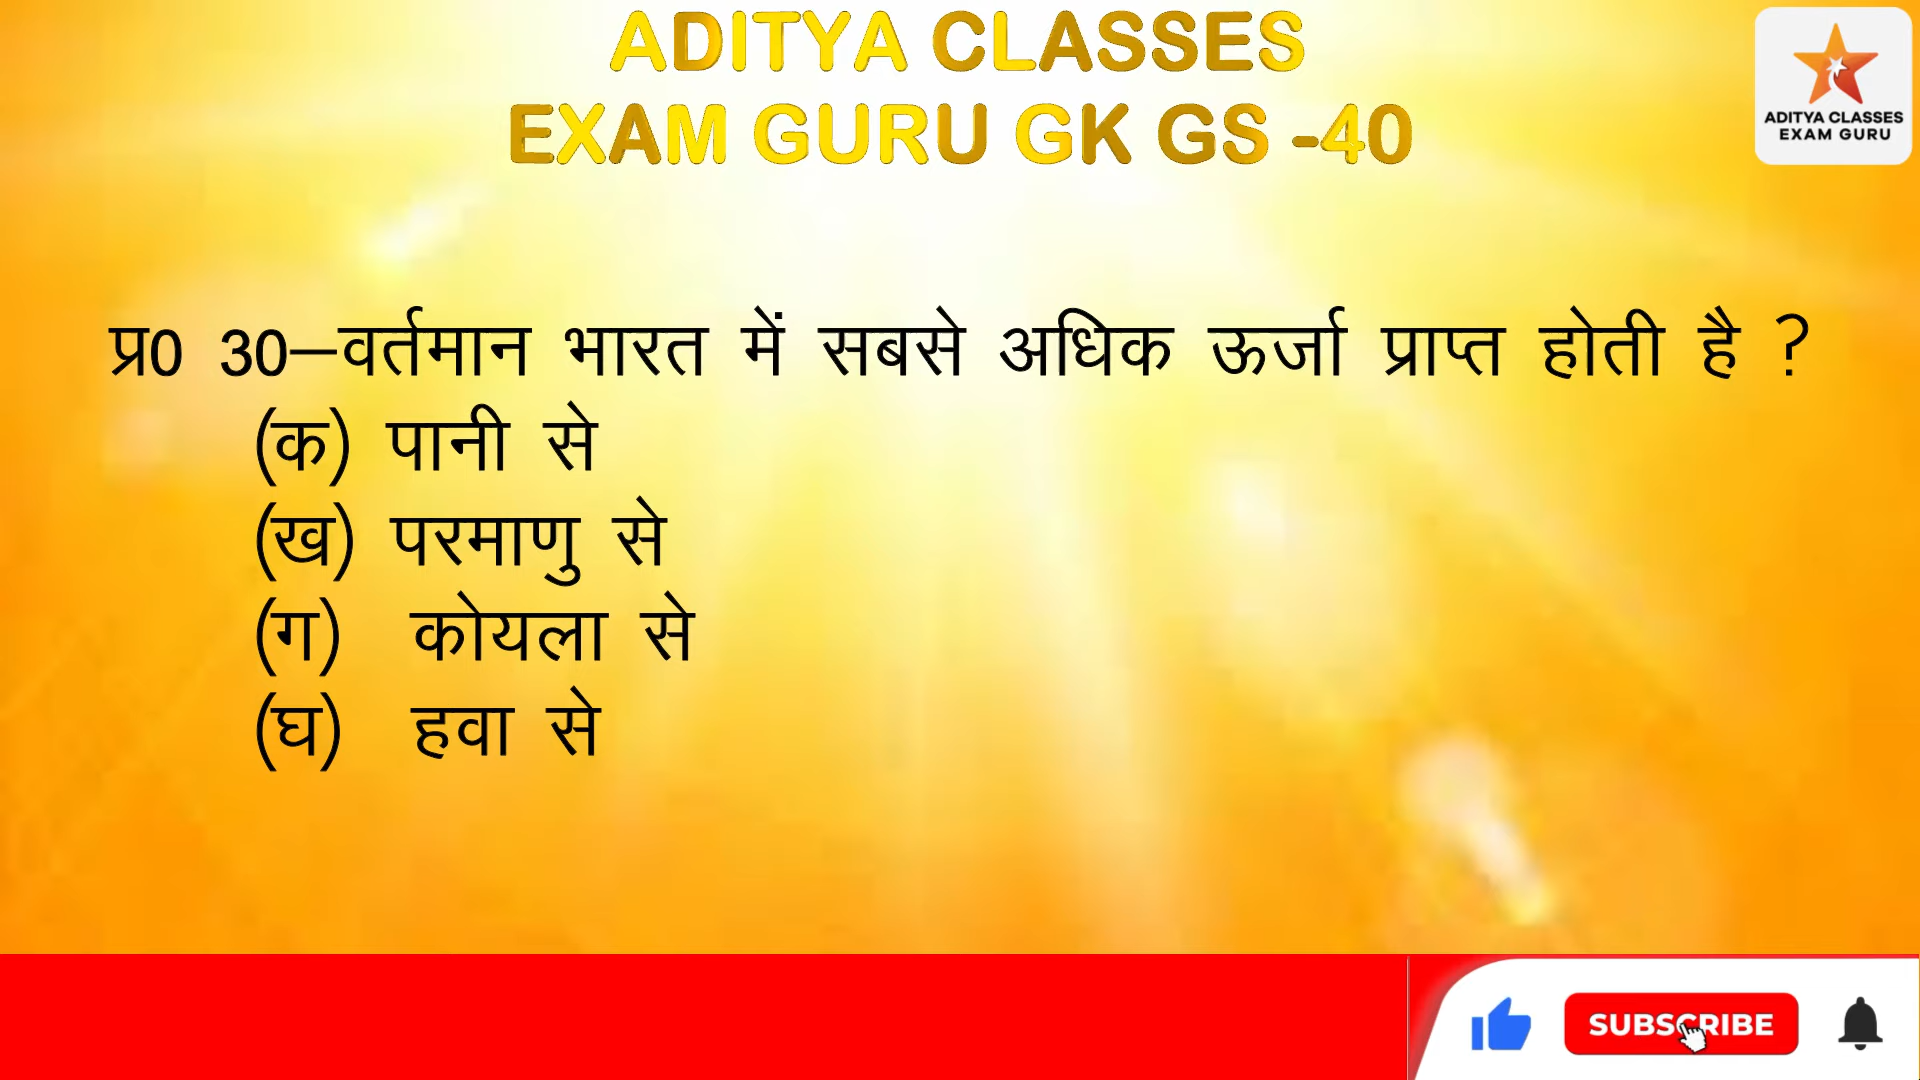 ADITYA CLASSES
EXAM GURU GK GS -40
ADITYA CLASSES
EXAM GURU
प्र0 30–वर्तमान भारत में सबसे अधिक ऊर्जा प्राप्त होती है ?
(क) पानी से
(ख) परमाणु से
(ग) कोयला से
(घ) हवा से
SUBSCRIBE